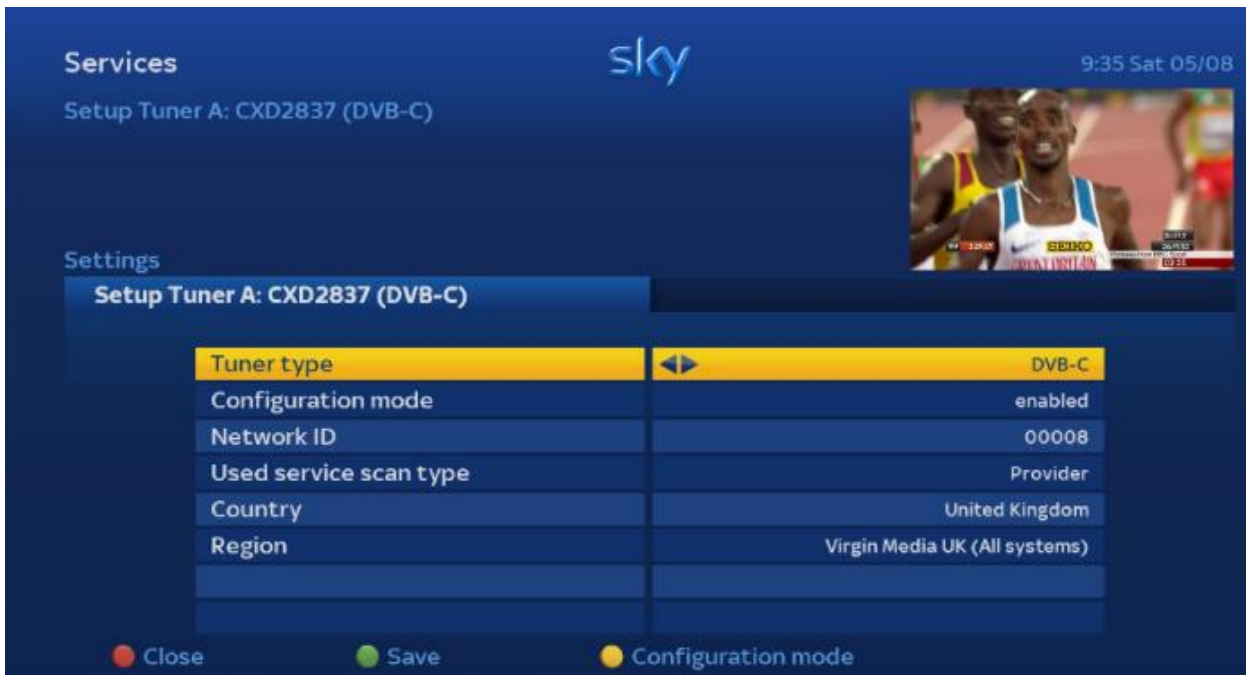 Services
sky
9:35 Sat 05/08
Setup Tuner A: CXD2837 (DVB-C)
SEIKO
Settings
Setup Tuner A: CXD2837 (DVB-C)
Tuner type DVB-C
Configuration mode enabled
Network ID 00008
Used service scan type Provider
Country United Kingdom
Region Virgin Media UK (All systems)
Close Save Configuration mode